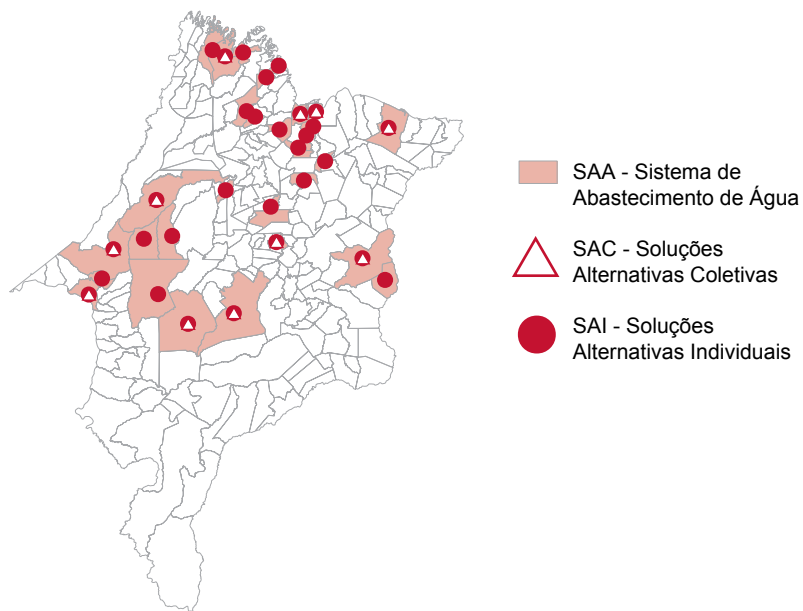 SAA - Sistema de
Abastecimento de Água
SAC - Soluções
Alternativas Coletivas
SAI - Soluções
Alternativas Individuais